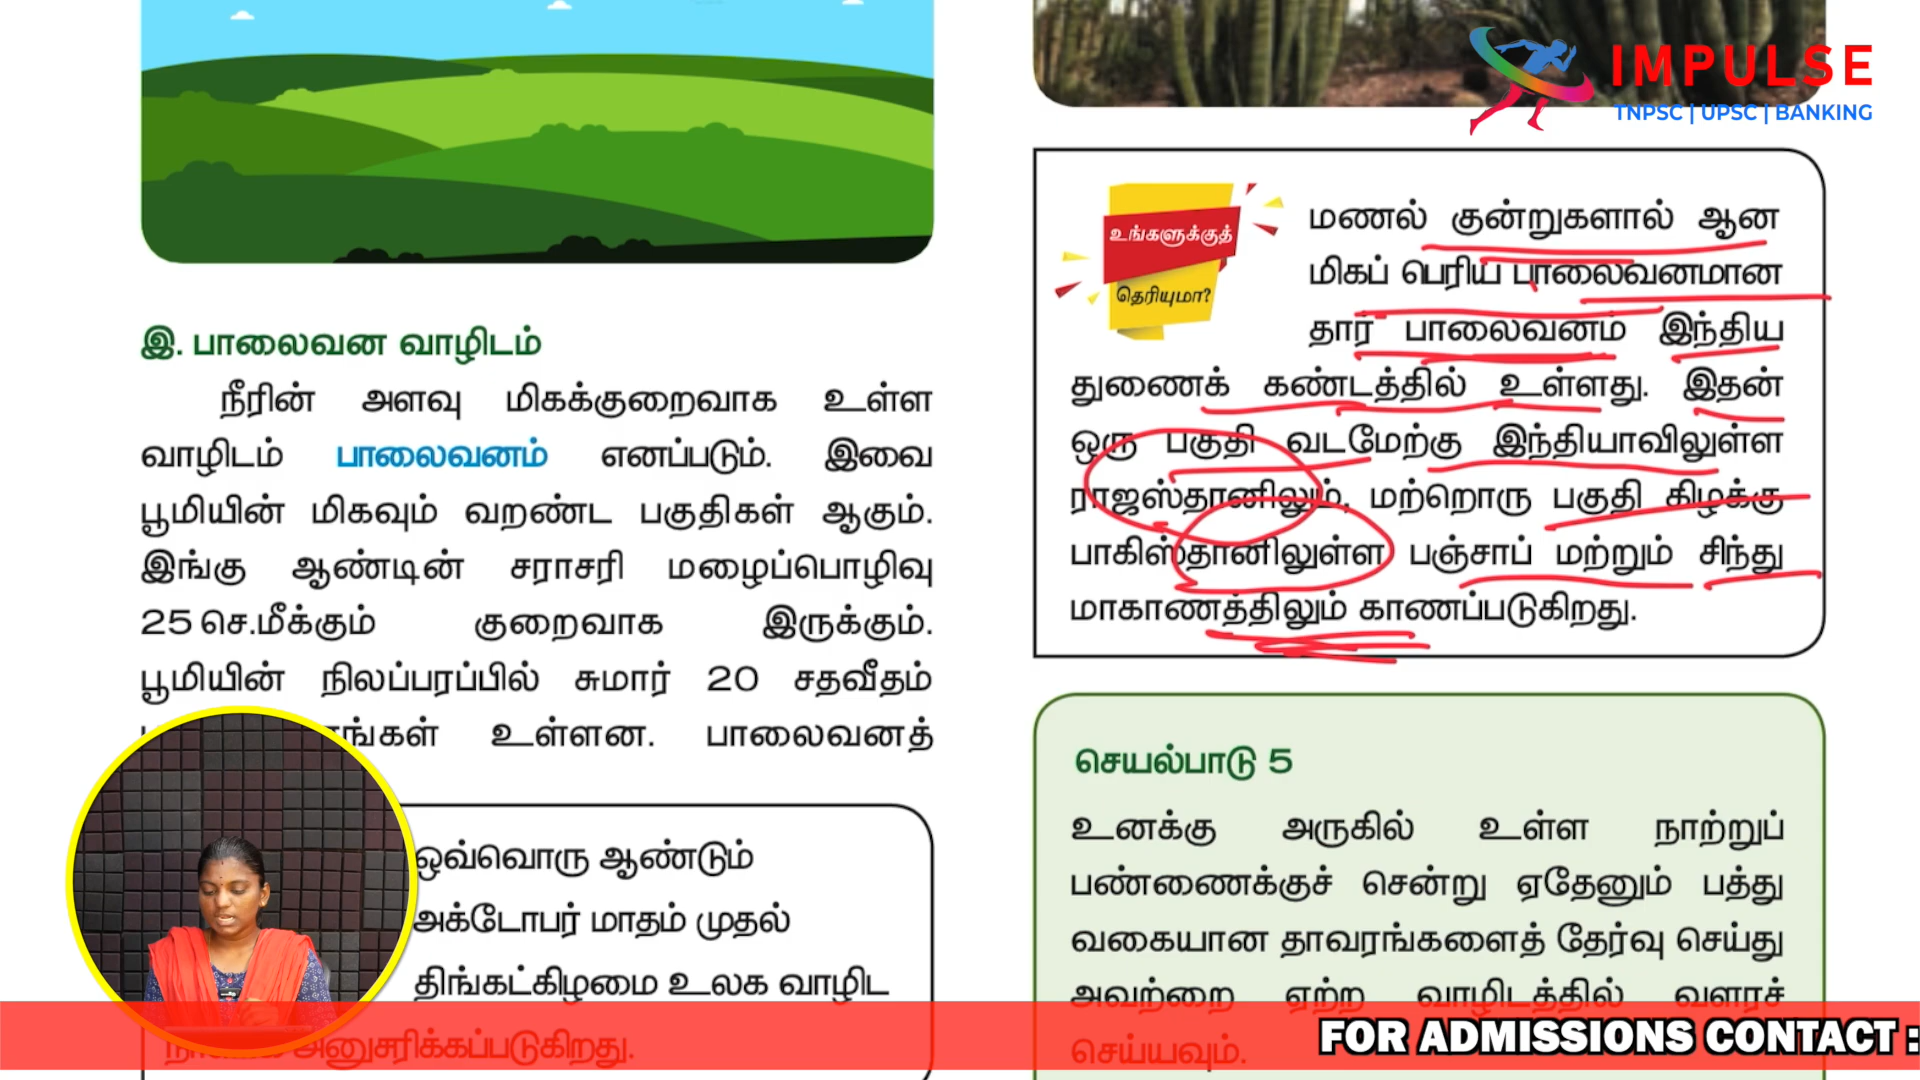 IMPULSE
TNPSC | UPSC | BANKING
இ. பாலைவன வாழிடம்
நீரின் அளவு மிகக்குறைவாக உள்ள
வாழிடம் பாலைவனம் எனப்படும். இவை
பூமியின் மிகவும் வறண்ட பகுதிகள் ஆகும்.
இங்கு ஆண்டின் சராசரி மழைப்பொழிவு
25 செ.மீக்கும் குறைவாக இருக்கும்.
பூமியின் நிலப்பரப்பில் சுமார் 20 சதவீதம்
உள்ளன. பாலைவனத்
ஒவ்வொரு ஆண்டும்
அக்டோபர் மாதம் முதல்
திங்கட்கிழமை உலக வாழிட
அனுசரிக்கப்படுகிறது.
உங்களுக்குத்
தெரியுமா?
மணல் குன்றுகளால் ஆன
மிகப் பெரிய பாலைவனமான
தார் பாலைவனம் இந்திய
துணைக் கண்டத்தில் உள்ளது. இதன்
ஒரு பகுதி வடமேற்கு இந்தியாவிலுள்ள
ராஜஸ்தானிலும், மற்றொரு பகுதி கிழக்கு
பாகிஸ்தானிலுள்ள பஞ்சாப் மற்றும் சிந்து
மாகாணத்திலும் காணப்படுகிறது.
செயல்பாடு 5
உனக்கு அருகில் உள்ள நாற்றுப்
பண்ணைக்குச் சென்று ஏதேனும் பத்து
வகையான தாவரங்களைத் தேர்வு செய்து
அவற்றை ஏற்ற வாழிடத்தில் வளரச்
செய்யவும்.
FOR ADMISSIONS CONTACT :